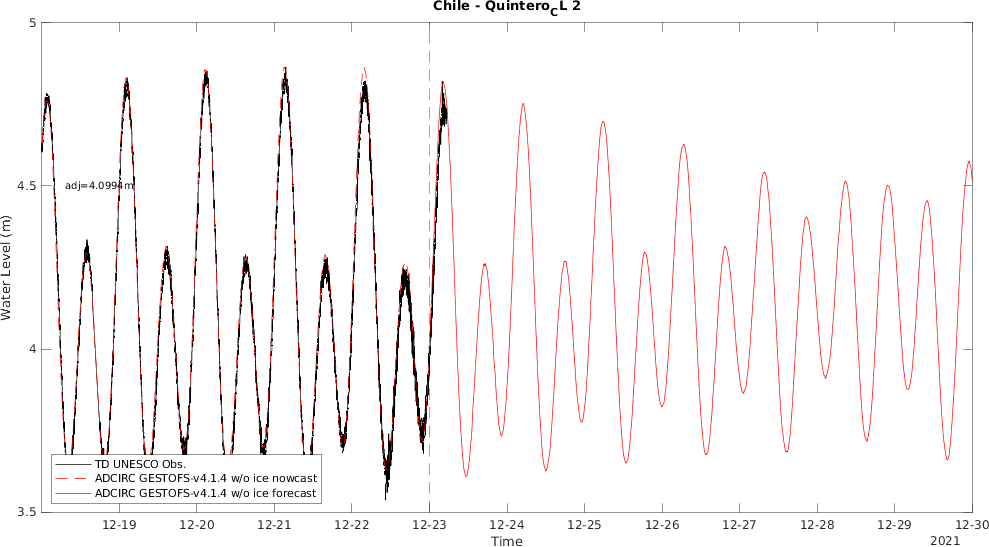 Chile - Quintero_CL 2
Water Level (m)
5
4.5
4
3.5
adj=4.0994m
TD UNESCO Obs.
ADCIRC GESTOFS-v4.1.4 w/o ice nowcast
ADCIRC GESTOFS-v4.1.4 w/o ice forecast
12-19 12-20 12-21 12-22 12-23 12-24 12-25 12-26 12-27 12-28 12-29 12-30
Time
2021